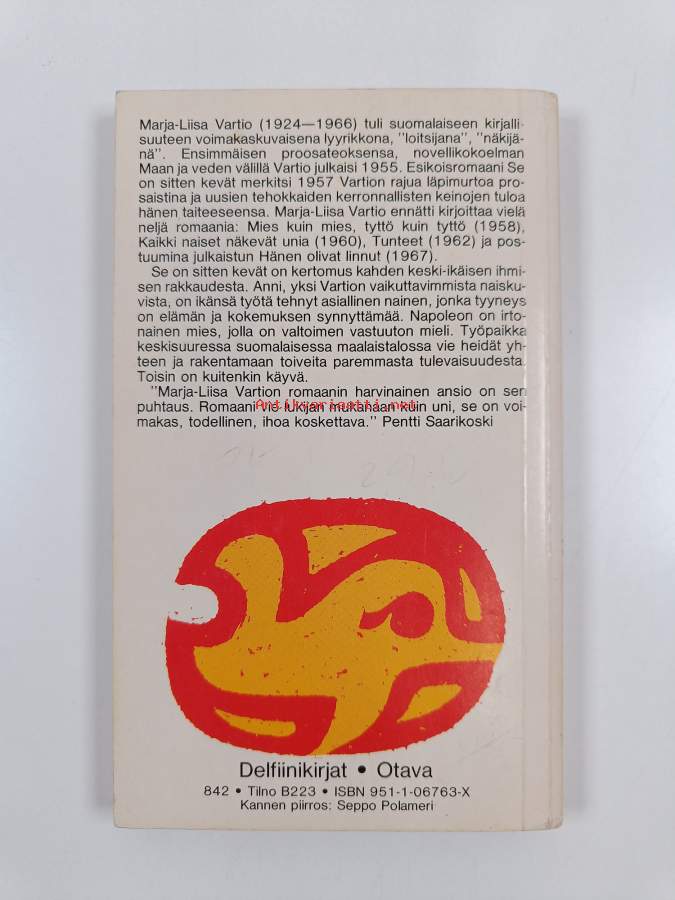 Marja-Liisa Vartio (1924—1966) tuli suomalaiseen kirjalli-
suuteen voimakaskuvaisena lyyrikkona, "loitsijana", "näkijä-
nä". Ensimmäisen proosateoksensa, novellikokoelman
Maan ja veden välillä Vartio julkaisi 1955. Esikoisromaani Se
on sitten kevät merkitsi 1957 Vartion rajua läpimurtoa pro-
saistina ja uusien tehokkaiden kerronnallisten keinojen tuloa
hänen taiteeseensa. Marja-Liisa Vartio ennätti kirjoittaa vielä
neljä romaania: Mies kuin mies, tyttö kuin tyttö (1958),
Kaikki naiset näkevät unia (1960), Tunteet (1962) ja pos-
tuumina julkaistun Hänen olivat linnut (1967).
Se on sitten kevät on kertomus kahden keski-ikäisen ihmi-
sen rakkaudesta. Anni, yksi Vartion vaikuttavimmista naisku-
vista, on ikänsä työtä tehnyt asiallinen nainen, jonka tyyneys
on elämän ja kokemuksen synnyttämää. Napoleon on irto-
nainen mies, jolla on valtoimen vastuuton mieli. Työpaikka
keskisuuressa suomalaisessa maalaistalossa vie heidät yh-
teen ja rakentamaan toiveita paremmasta tulevaisuudesta.
Toisin on kuitenkin käyvä.
"Marja-Liisa Vartion romaanin harvinainen ansio on sen
puhtaus. Romaani vie lukijan mukanaan kuin uni, se on voi-
Antikvariaatti.net
makas, todellinen, ihoa koskettava." Pentti Saarikoski
Delfiinikirjat • Otava
842 • Tilno B223 • ISBN 951-1-06763-X
Kannen piirros: Seppo Polameri